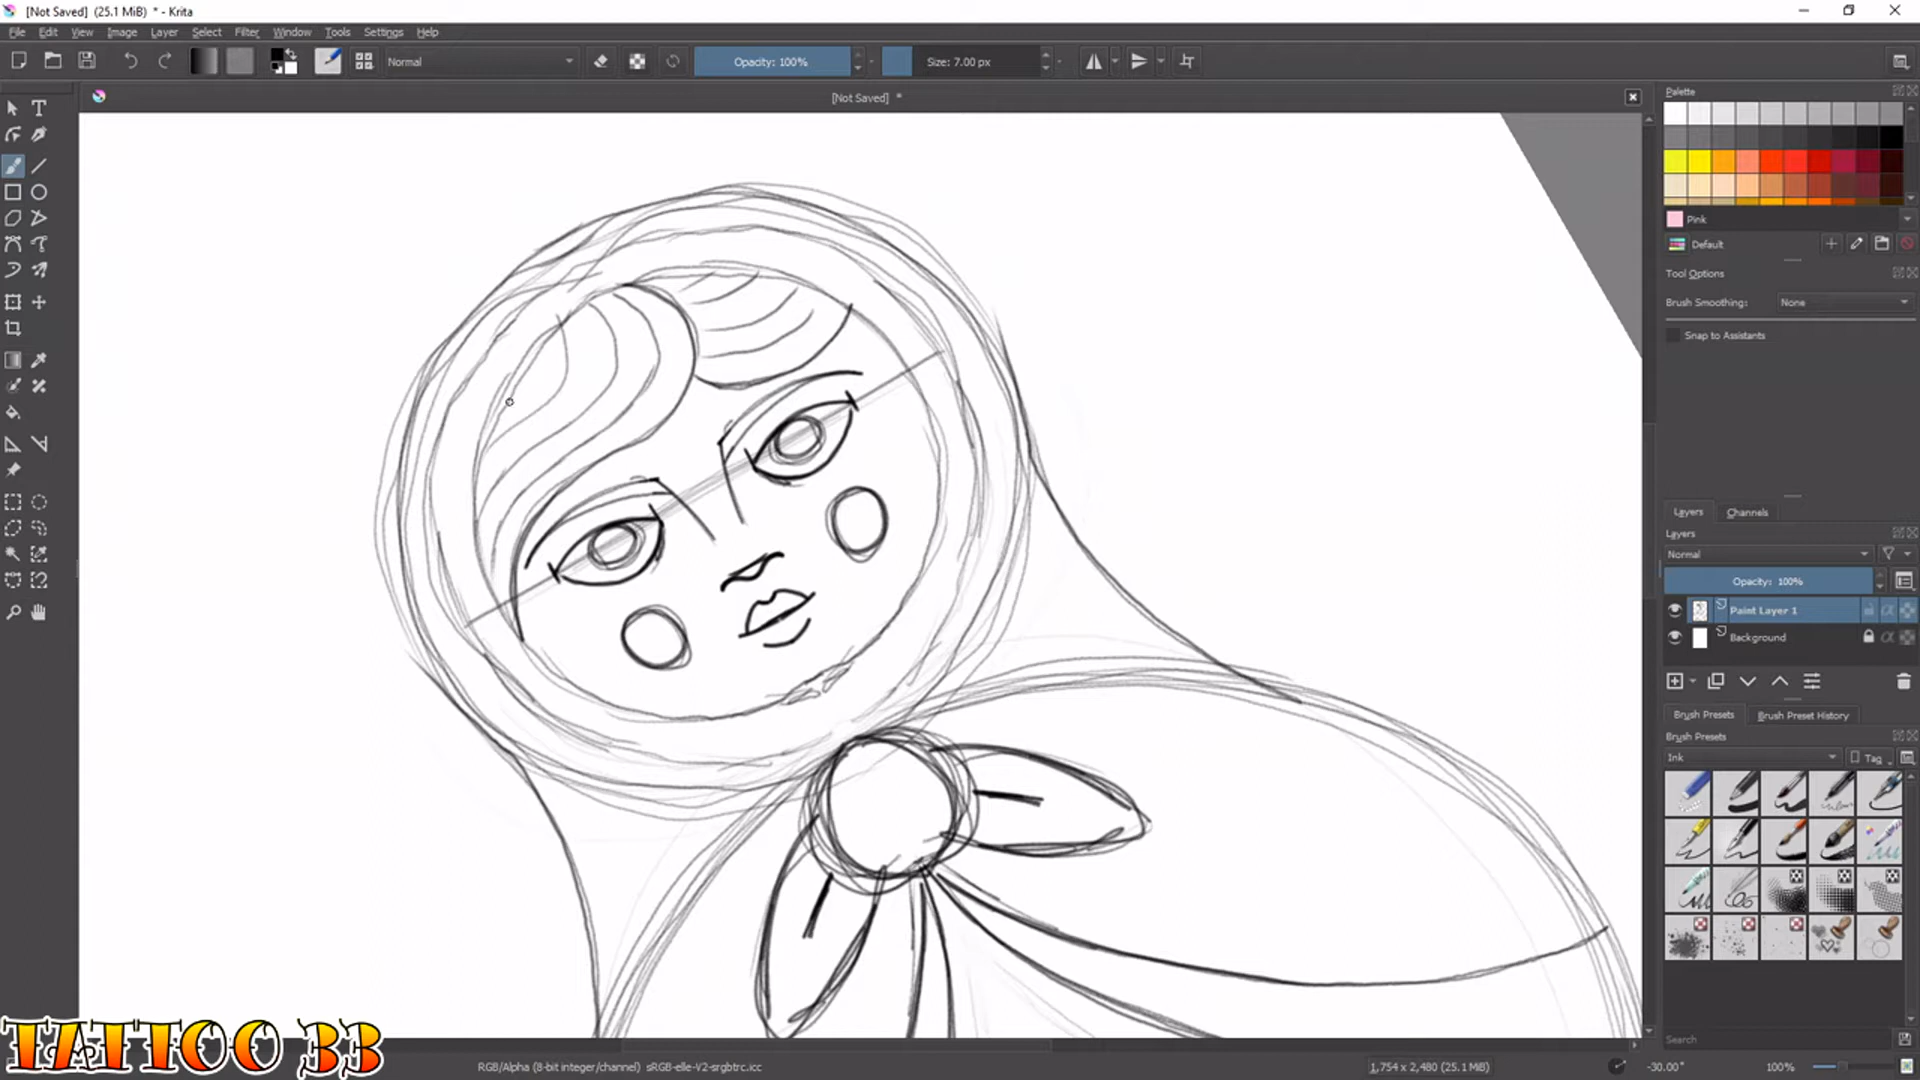 [Not Saved] (25.1 MiB) * - Krita
File Edit View Image Layer Select Filter Settings Window Tools Help
Normal
Opacity: 100%
Size: 7.00 px
[Not Saved] *
Palette
Pink
Default
Tool Options
Brush Smoothing: None
Snap to Assistants
Layers Channels
Layers
Normal
Opacity: 100%
Paint Layer 1
Background
Brush Presets Brush Preset History
Brush Presets
Ink
Tag
Search
TATTOO 33
RGB/Alpha (8-bit integer/channel) sRGB-elle-V2-srgbtrc.icc
1,754 x 2,480 (25.1 MiB)
-30.00°
100%